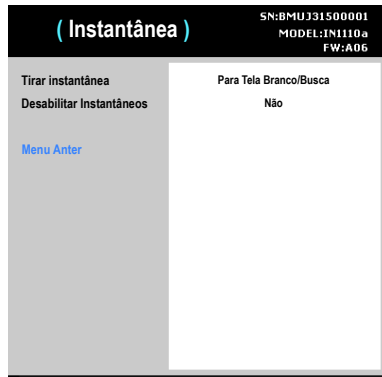 ( Instantânea )
SN:BMUJ31500001
MODEL:IN1110a
FW:A06
Tirar instantânea Para Tela Branco/Busca
Desabilitar Instantâneos Não
Menu Anter